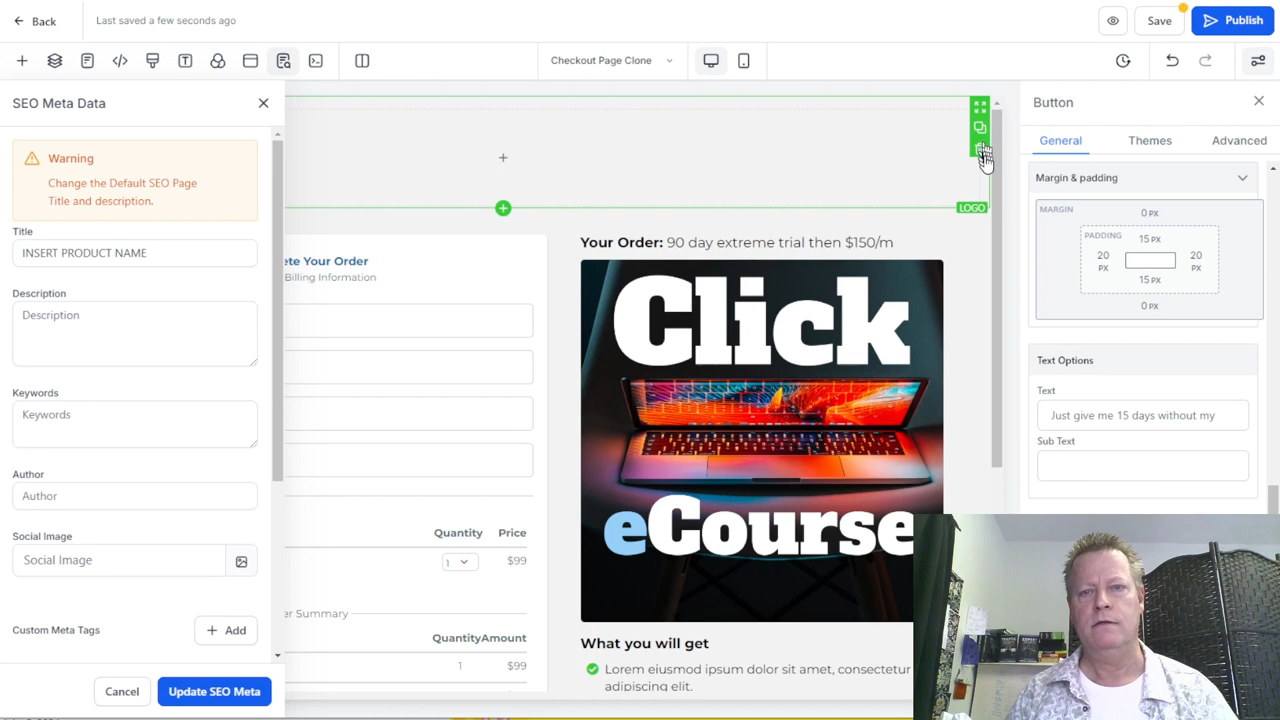 Back
Last saved a few seconds ago
Save
Publish
Checkout Page Clone
SEO Meta Data
Warning
Change the Default SEO Page
Title and description.
Title
INSERT PRODUCT NAME
Description
Description
Keywords
Keywords
Author
Author
Social Image
Social Image
Custom Meta Tags
Add
Cancel
Update SEO Meta
LOGO
ete Your Order
Billing Information
Quantity Price
1 $99
er Summary
QuantityAmount
1 $99
Your Order: 90 day extreme trial then $150/m
Click
eCourse
What you will get
Lorem eiusmod ipsum dolor sit amet, consectetur
adipiscing elit.
Button
General Themes Advanced
Margin & padding
MARGIN
0 PX
PADDING
15 PX
20 PX
20 PX
15 PX
0 PX
Text Options
Text
Just give me 15 days without my
Sub Text